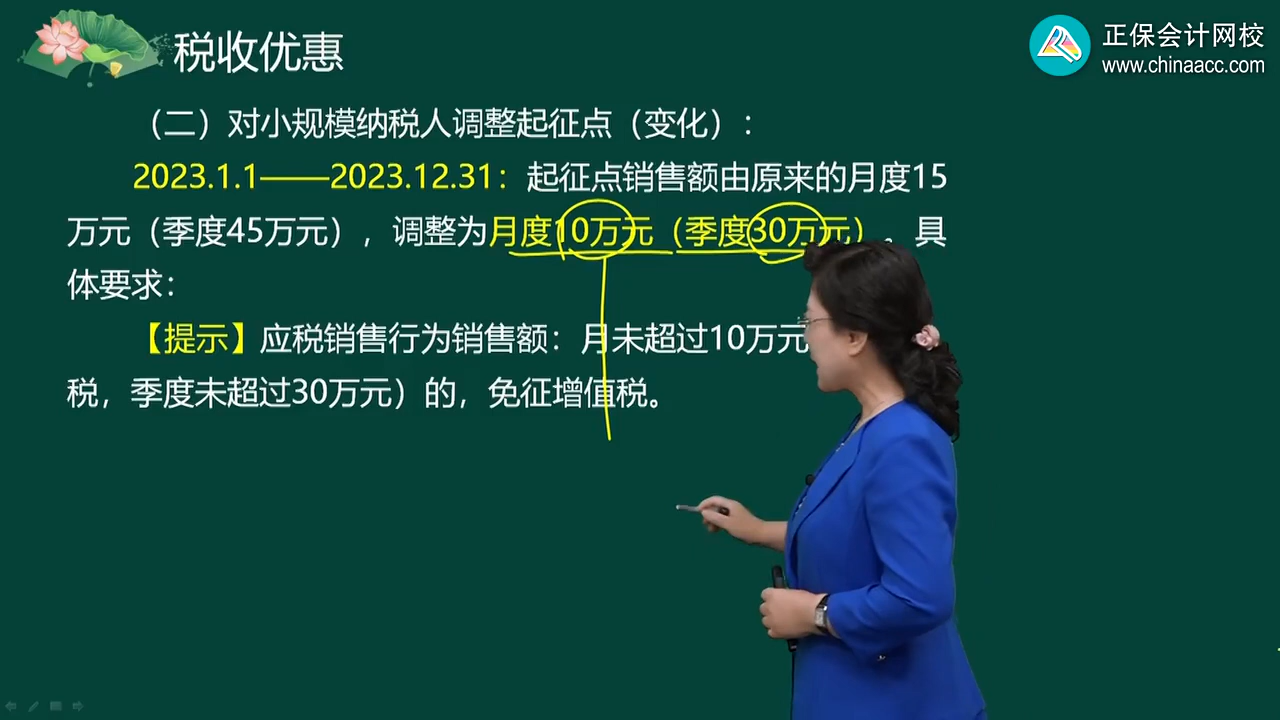 税收优惠
正保会计网校
www.chinaacc.com
（二）对小规模纳税人调整起征点（变化）：
2023.1.1——2023.12.31：起征点销售额由原来的月度15
万元（季度45万元），调整为月度10万元（季度30万元）。具
体要求：
【提示】应税销售行为销售额：月未超过10万元
税，季度未超过30万元）的，免征增值税。